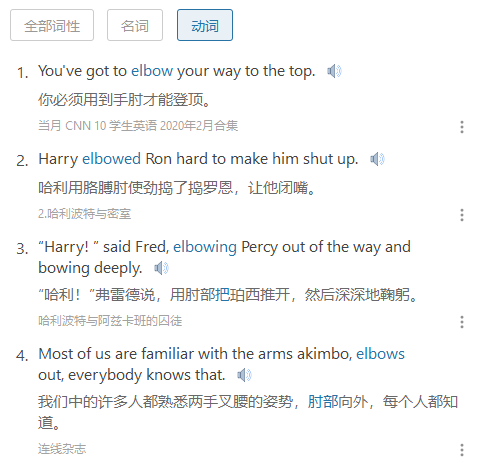 全部词性 名词 动词
1. You've got to elbow your way to the top.
你必须用到手肘才能登顶。
当月 CNN 10 学生英语 2020年2月合集
2. Harry elbowed Ron hard to make him shut up.
哈利用胳膊肘使劲捣了捣罗恩，让他闭嘴。
2.哈利波特与密室
3. “Harry! ” said Fred, elbowing Percy out of the way and
bowing deeply.
“哈利！”弗雷德说，用肘部把珀西推开，然后深深地鞠躬。
哈利波特与阿兹卡班的囚徒
4. Most of us are familiar with the arms akimbo, elbows
out, everybody knows that.
我们中的许多人都熟悉两手叉腰的姿势，肘部向外，每个人都知
道。
连线杂志